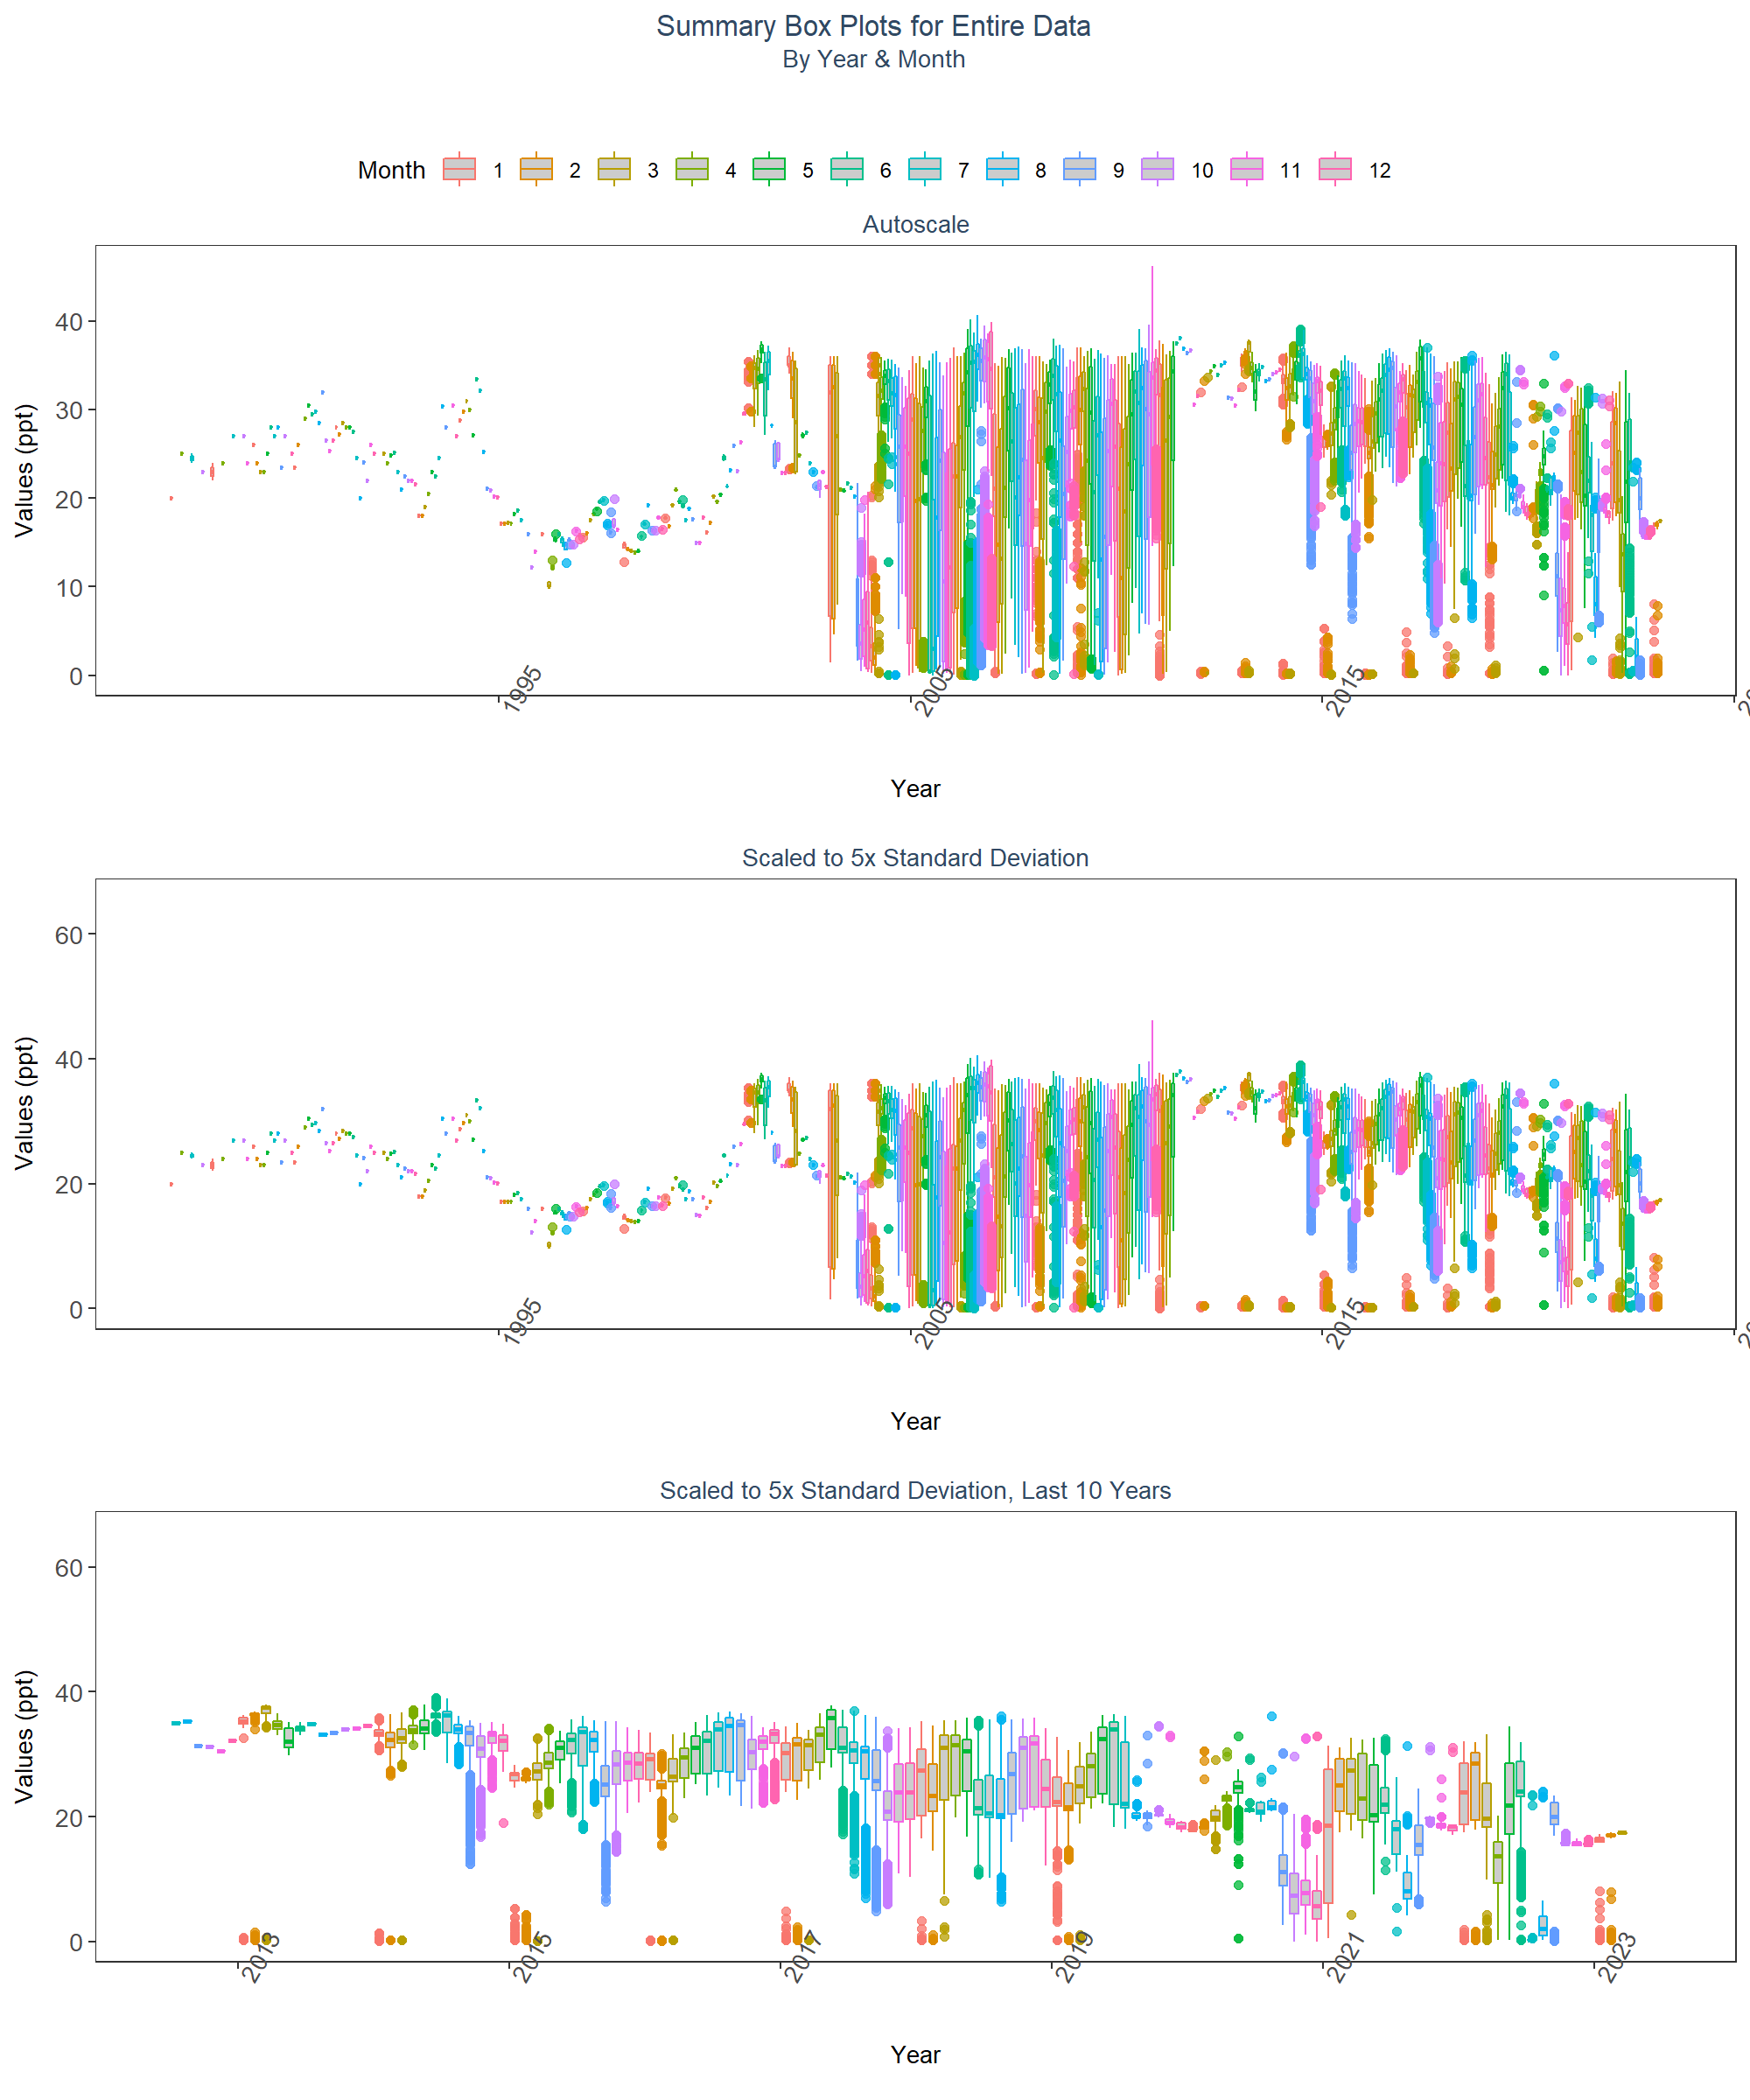 Summary Box Plots for Entire Data
By Year & Month
Month 1 2 3 4 5 6 7 8 9 10 11 12
Autoscale
Values (ppt)
40
30
20
10
0
1995 2005 2015
Year
Scaled to 5x Standard Deviation
Values (ppt)
60
40
20
0
1995 2005 2015
Year
Scaled to 5x Standard Deviation, Last 10 Years
Values (ppt)
60
40
20
0
2013 2015 2017 2019 2021 2023
Year